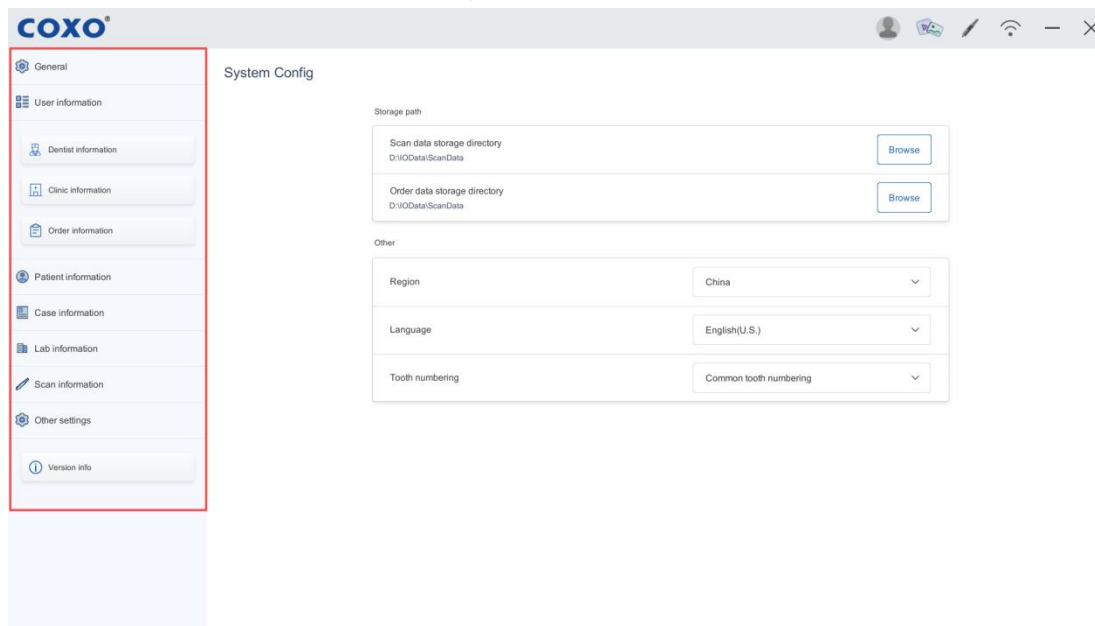 COXO®
General
User information
Dentist information
Clinic information
Order information
Patient information
Case information
Lab information
Scan information
Other settings
Version info
System Config
Storage path
Scan data storage directory
D:\IOData\ScanData
Browse
Order data storage directory
D:\IOData\ScanData
Browse
Other
Region
China
Language
English(U.S.)
Tooth numbering
Common tooth numbering